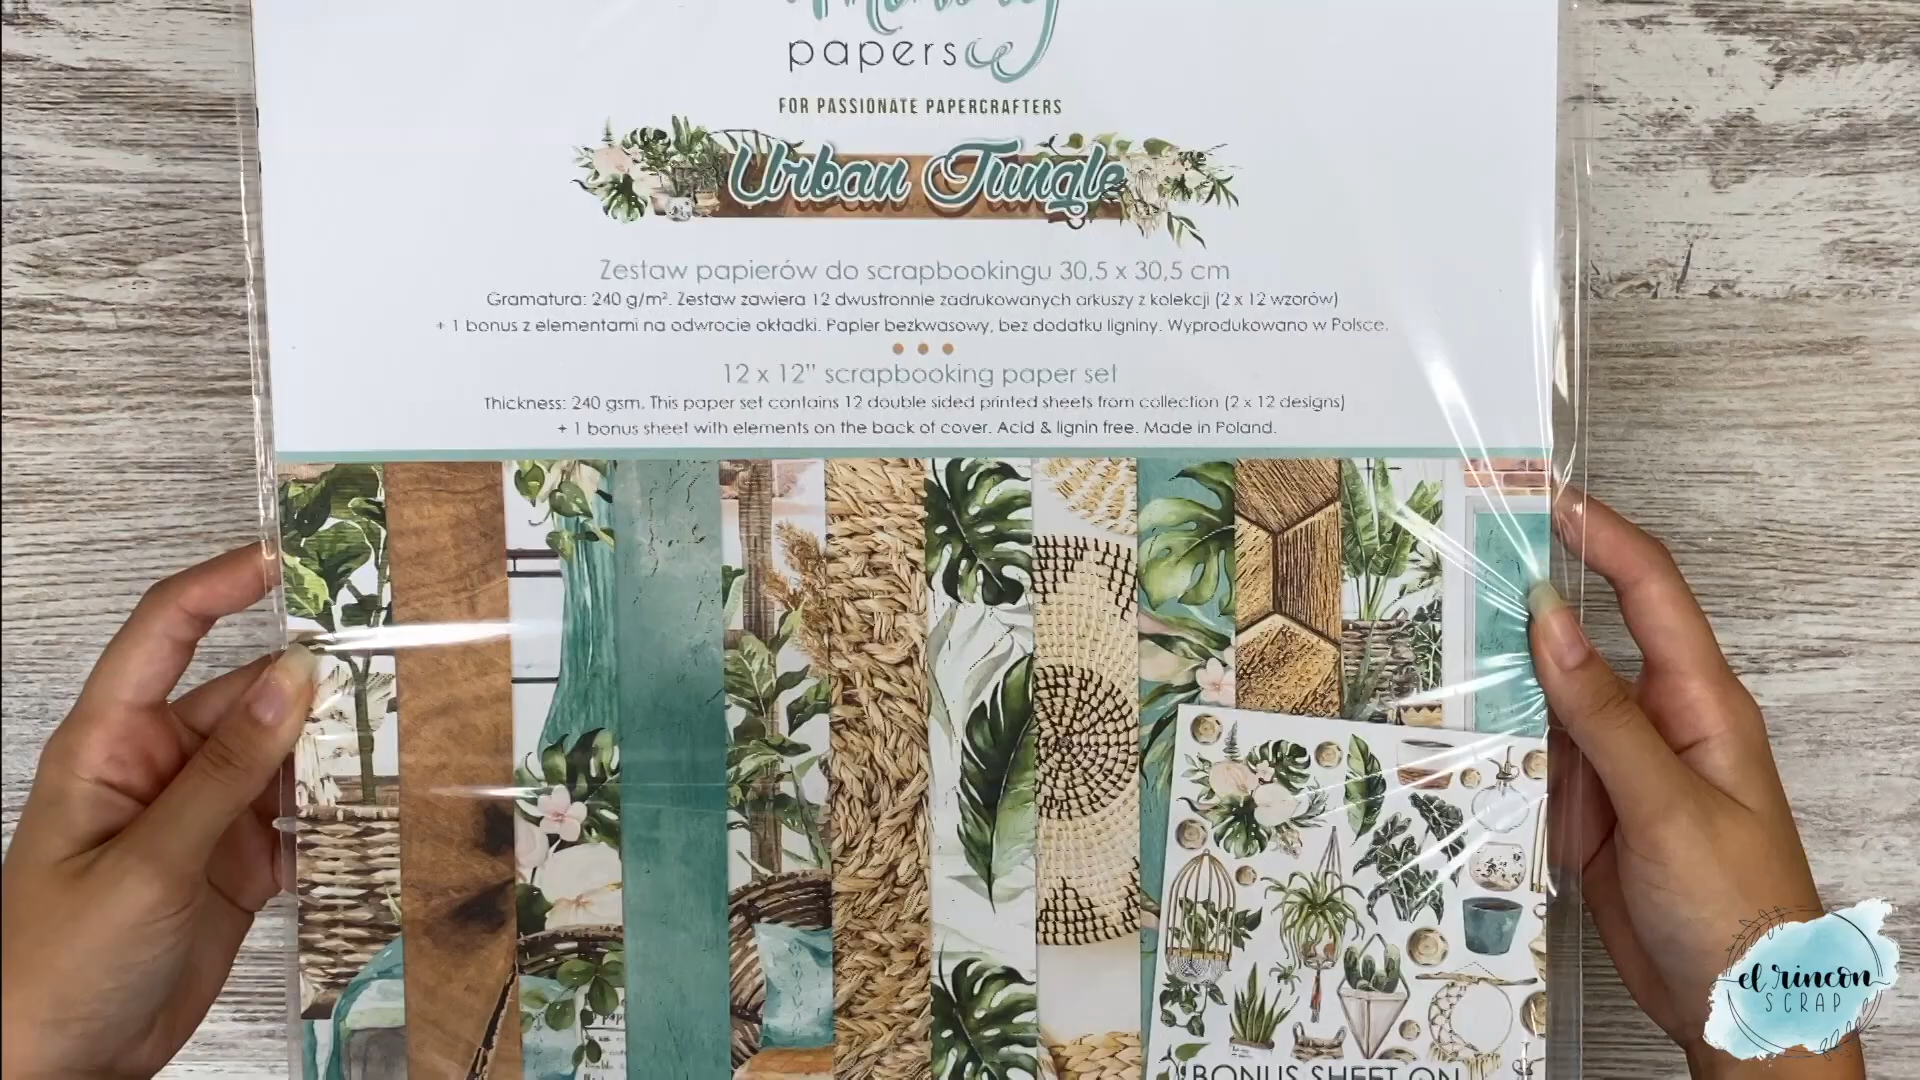 papers
FOR PASSIONATE PAPERCRAFTERS
Urban Jungle
Zestaw papierów do scrapbookingu 30,5 x 30,5 cm
Gramatura: 240 g/m². Zestaw zawiera 12 dwustronnie zadrukowanych arkuszy z kolekcji (2 x 12 wzorów)
+ 1 bonus z elementami na odwrocie okładki. Papier bezkwasowy, bez dodatku ligniny. Wyprodukowano w Polsce.
12 x 12" scrapbooking paper set
Thickness: 240 gsm. This paper set contains 12 double sided printed sheets from collection (2 x 12 designs)
+ 1 bonus sheet with elements on the back of cover. Acid & lignin free. Made in Poland.
BONUS SHEET ON
el rincon
SCRAP